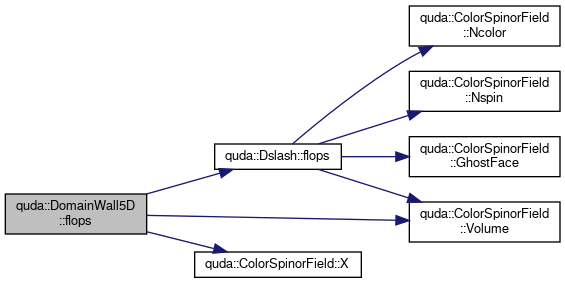 quda::DomainWall5D
::flops
quda::Dslash::flops
quda::ColorSpinorField::X
quda::ColorSpinorField
::Ncolor
quda::ColorSpinorField
::Nspin
quda::ColorSpinorField
::GhostFace
quda::ColorSpinorField
::Volume